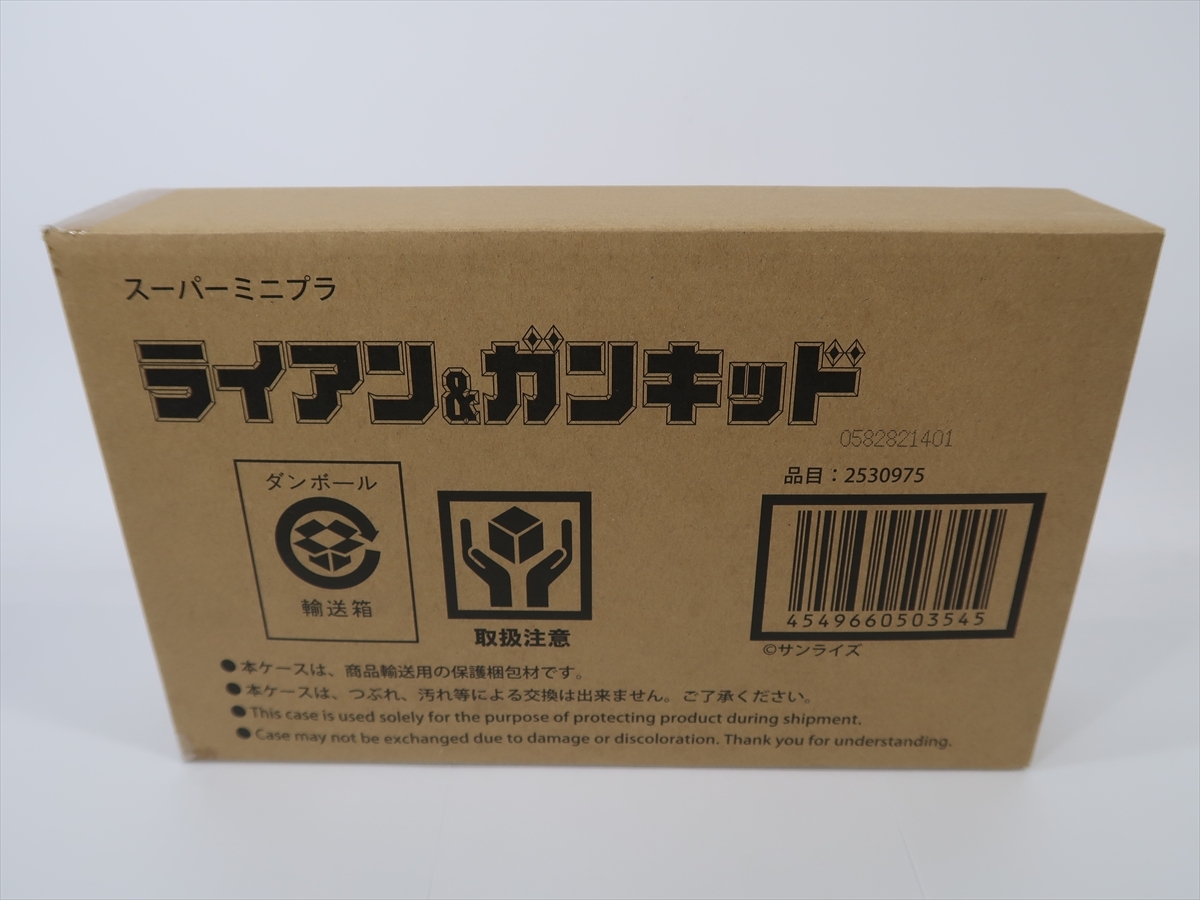 スーパーミニプラ
ライアン&ガンキッド
0582821401
品目：2530975
ダンボール
輸送箱
取扱注意
4549660503545
©サンライズ
●本ケースは、商品輸送用の保護梱包材です。
●本ケースは、つぶれ、汚れ等による交換は出来ません。ご了承ください。
●This case is used solely for the purpose of protecting product during shipment.
●Case may not be exchanged due to damage or discoloration. Thank you for understanding.